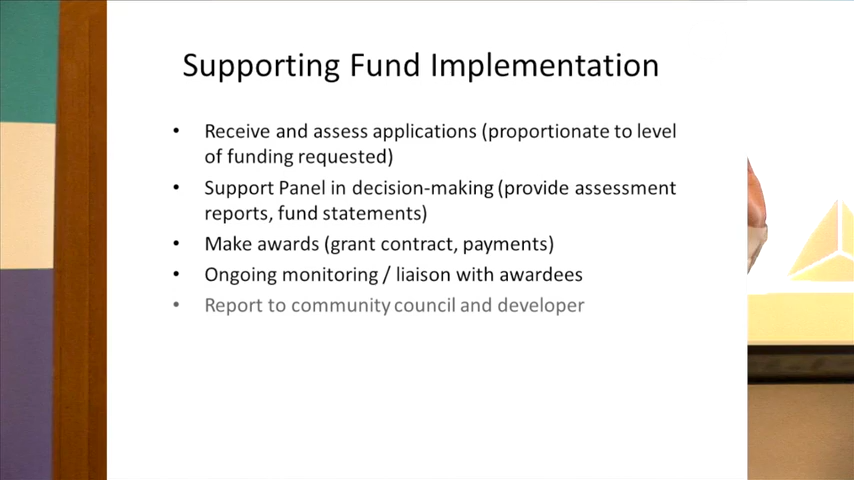 Supporting Fund Implementation
• Receive and assess applications (proportionate to level
of funding requested)
• Support Panel in decision-making (provide assessment
reports, fund statements)
• Make awards (grant contract, payments)
• Ongoing monitoring / liaison with awardees
• Report to community council and developer